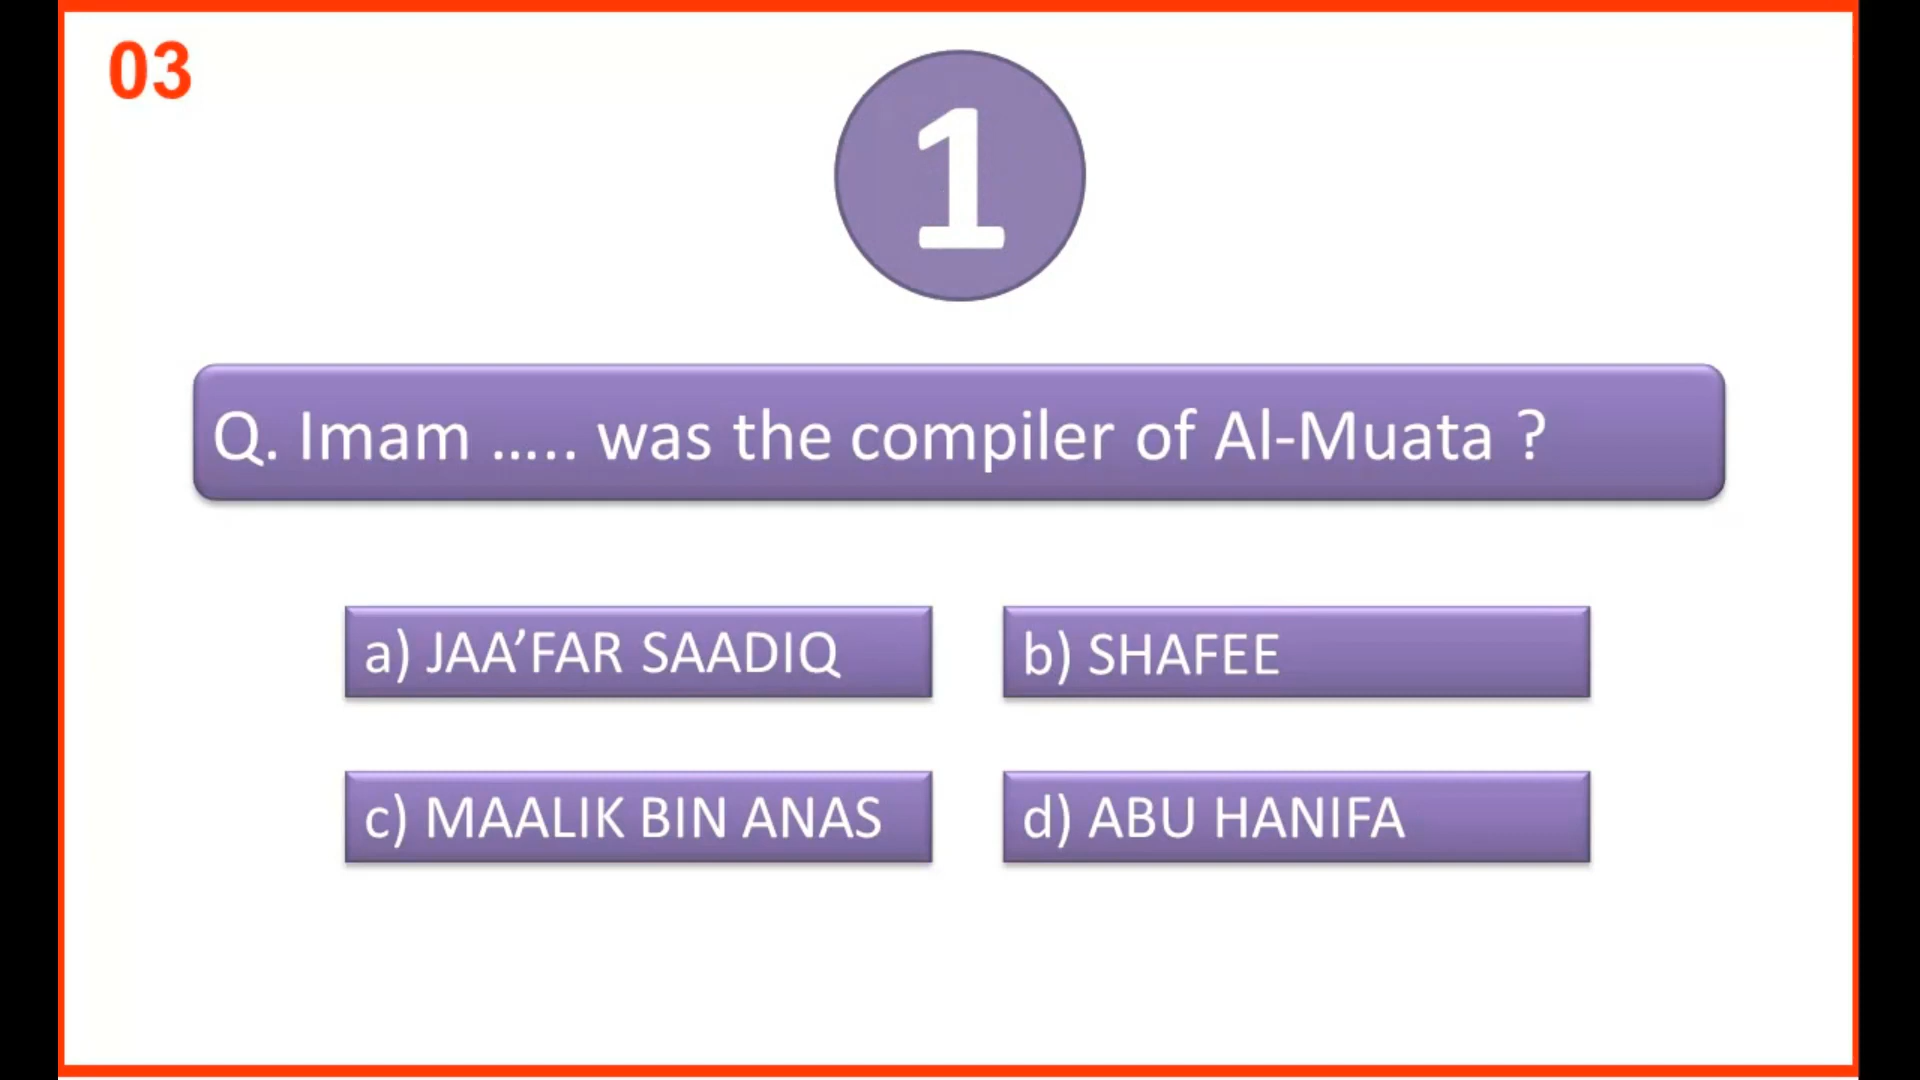 03
1
Q. Imam ..... was the compiler of Al-Muata ?
a) JAA’FAR SAADIQ
b) SHAFEE
c) MAALIK BIN ANAS
d) ABU HANIFA